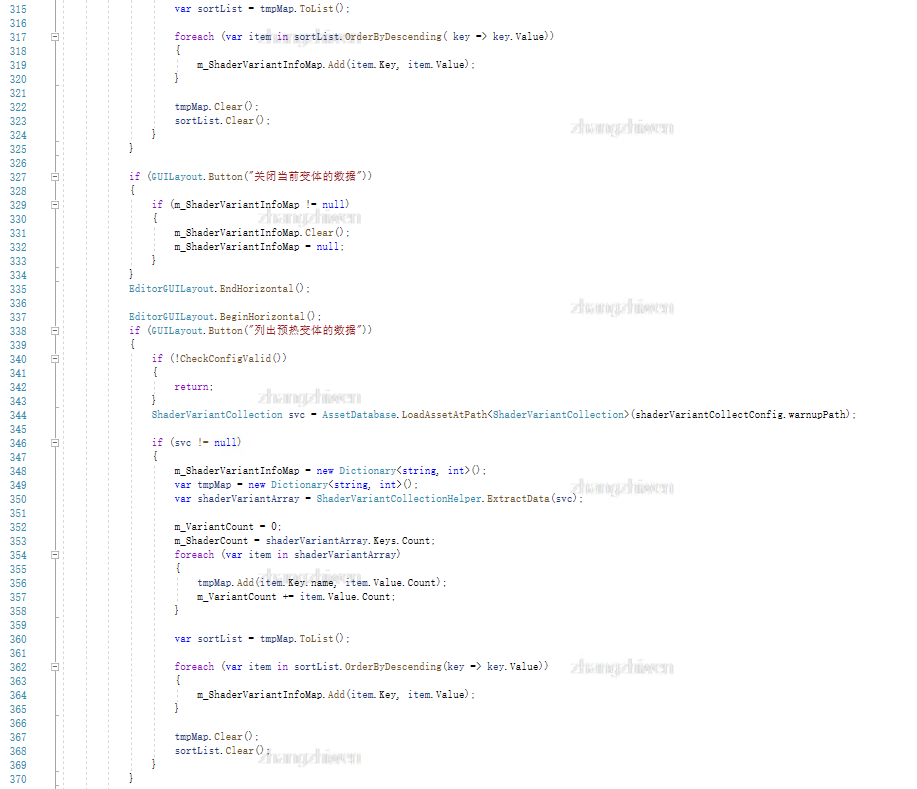 315 var sortList = tmpMap.ToList();
316
317 foreach (var item in sortList.OrderByDescending( key => key.Value))
318 {
319 m_ShaderVariantInfoMap.Add(item.Key, item.Value);
320 }
321
322 tmpMap.Clear();
323 sortList.Clear();
324 }
325 }
326
327 if (GUILayout.Button("关闭当前变体的数据"))
328 {
329 if (m_ShaderVariantInfoMap != null)
330 {
331 m_ShaderVariantInfoMap.Clear();
332 m_ShaderVariantInfoMap = null;
333 }
334 }
335 EditorGUILayout.EndHorizontal();
336
337 EditorGUILayout.BeginHorizontal();
338 if (GUILayout.Button("列出预热变体的数据"))
339 {
340 if (!CheckConfigValid())
341 {
342 return;
343 }
344 ShaderVariantCollection svc = AssetDatabase.LoadAssetAtPath<ShaderVariantCollection>(shaderVariantCollectConfig.warnupPath);
345
346 if (svc != null)
347 {
348 m_ShaderVariantInfoMap = new Dictionary<string, int>();
349 var tmpMap = new Dictionary<string, int>();
350 var shaderVariantArray = ShaderVariantCollectionHelper.ExtractData(svc);
351
352 m_VariantCount = 0;
353 m_ShaderCount = shaderVariantArray.Keys.Count;
354 foreach (var item in shaderVariantArray)
355 {
356 tmpMap.Add(item.Key.name, item.Value.Count);
357 m_VariantCount += item.Value.Count;
358 }
359
360 var sortList = tmpMap.ToList();
361
362 foreach (var item in sortList.OrderByDescending(key => key.Value))
363 {
364 m_ShaderVariantInfoMap.Add(item.Key, item.Value);
365 }
366
367 tmpMap.Clear();
368 sortList.Clear();
369 }
370 }
zhangzhiwen
zhangzhiwen
zhangzhiwen
zhangzhiwen
zhangzhiwen
zhangzhiwen
zhangzhiwen
zhangzhiwen
zhangzhiwen